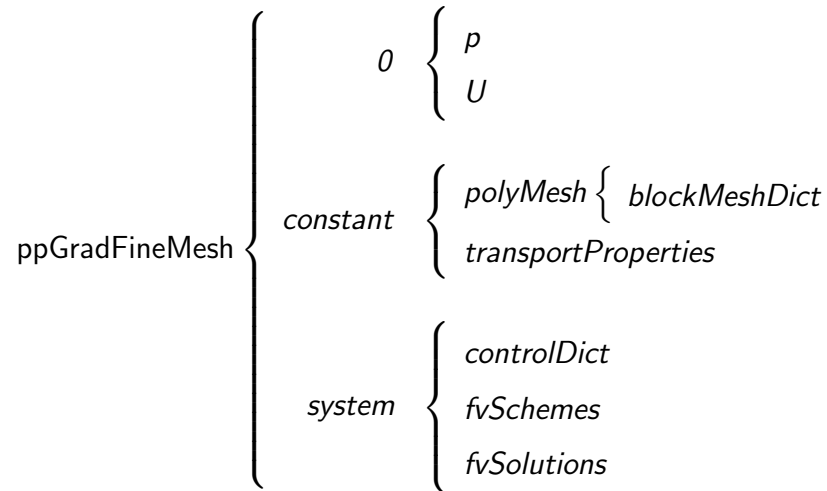 0
p
U
ppGradFineMesh
constant
polyMesh { blockMeshDict
transportProperties
system
controlDict
fvSchemes
fvSolutions